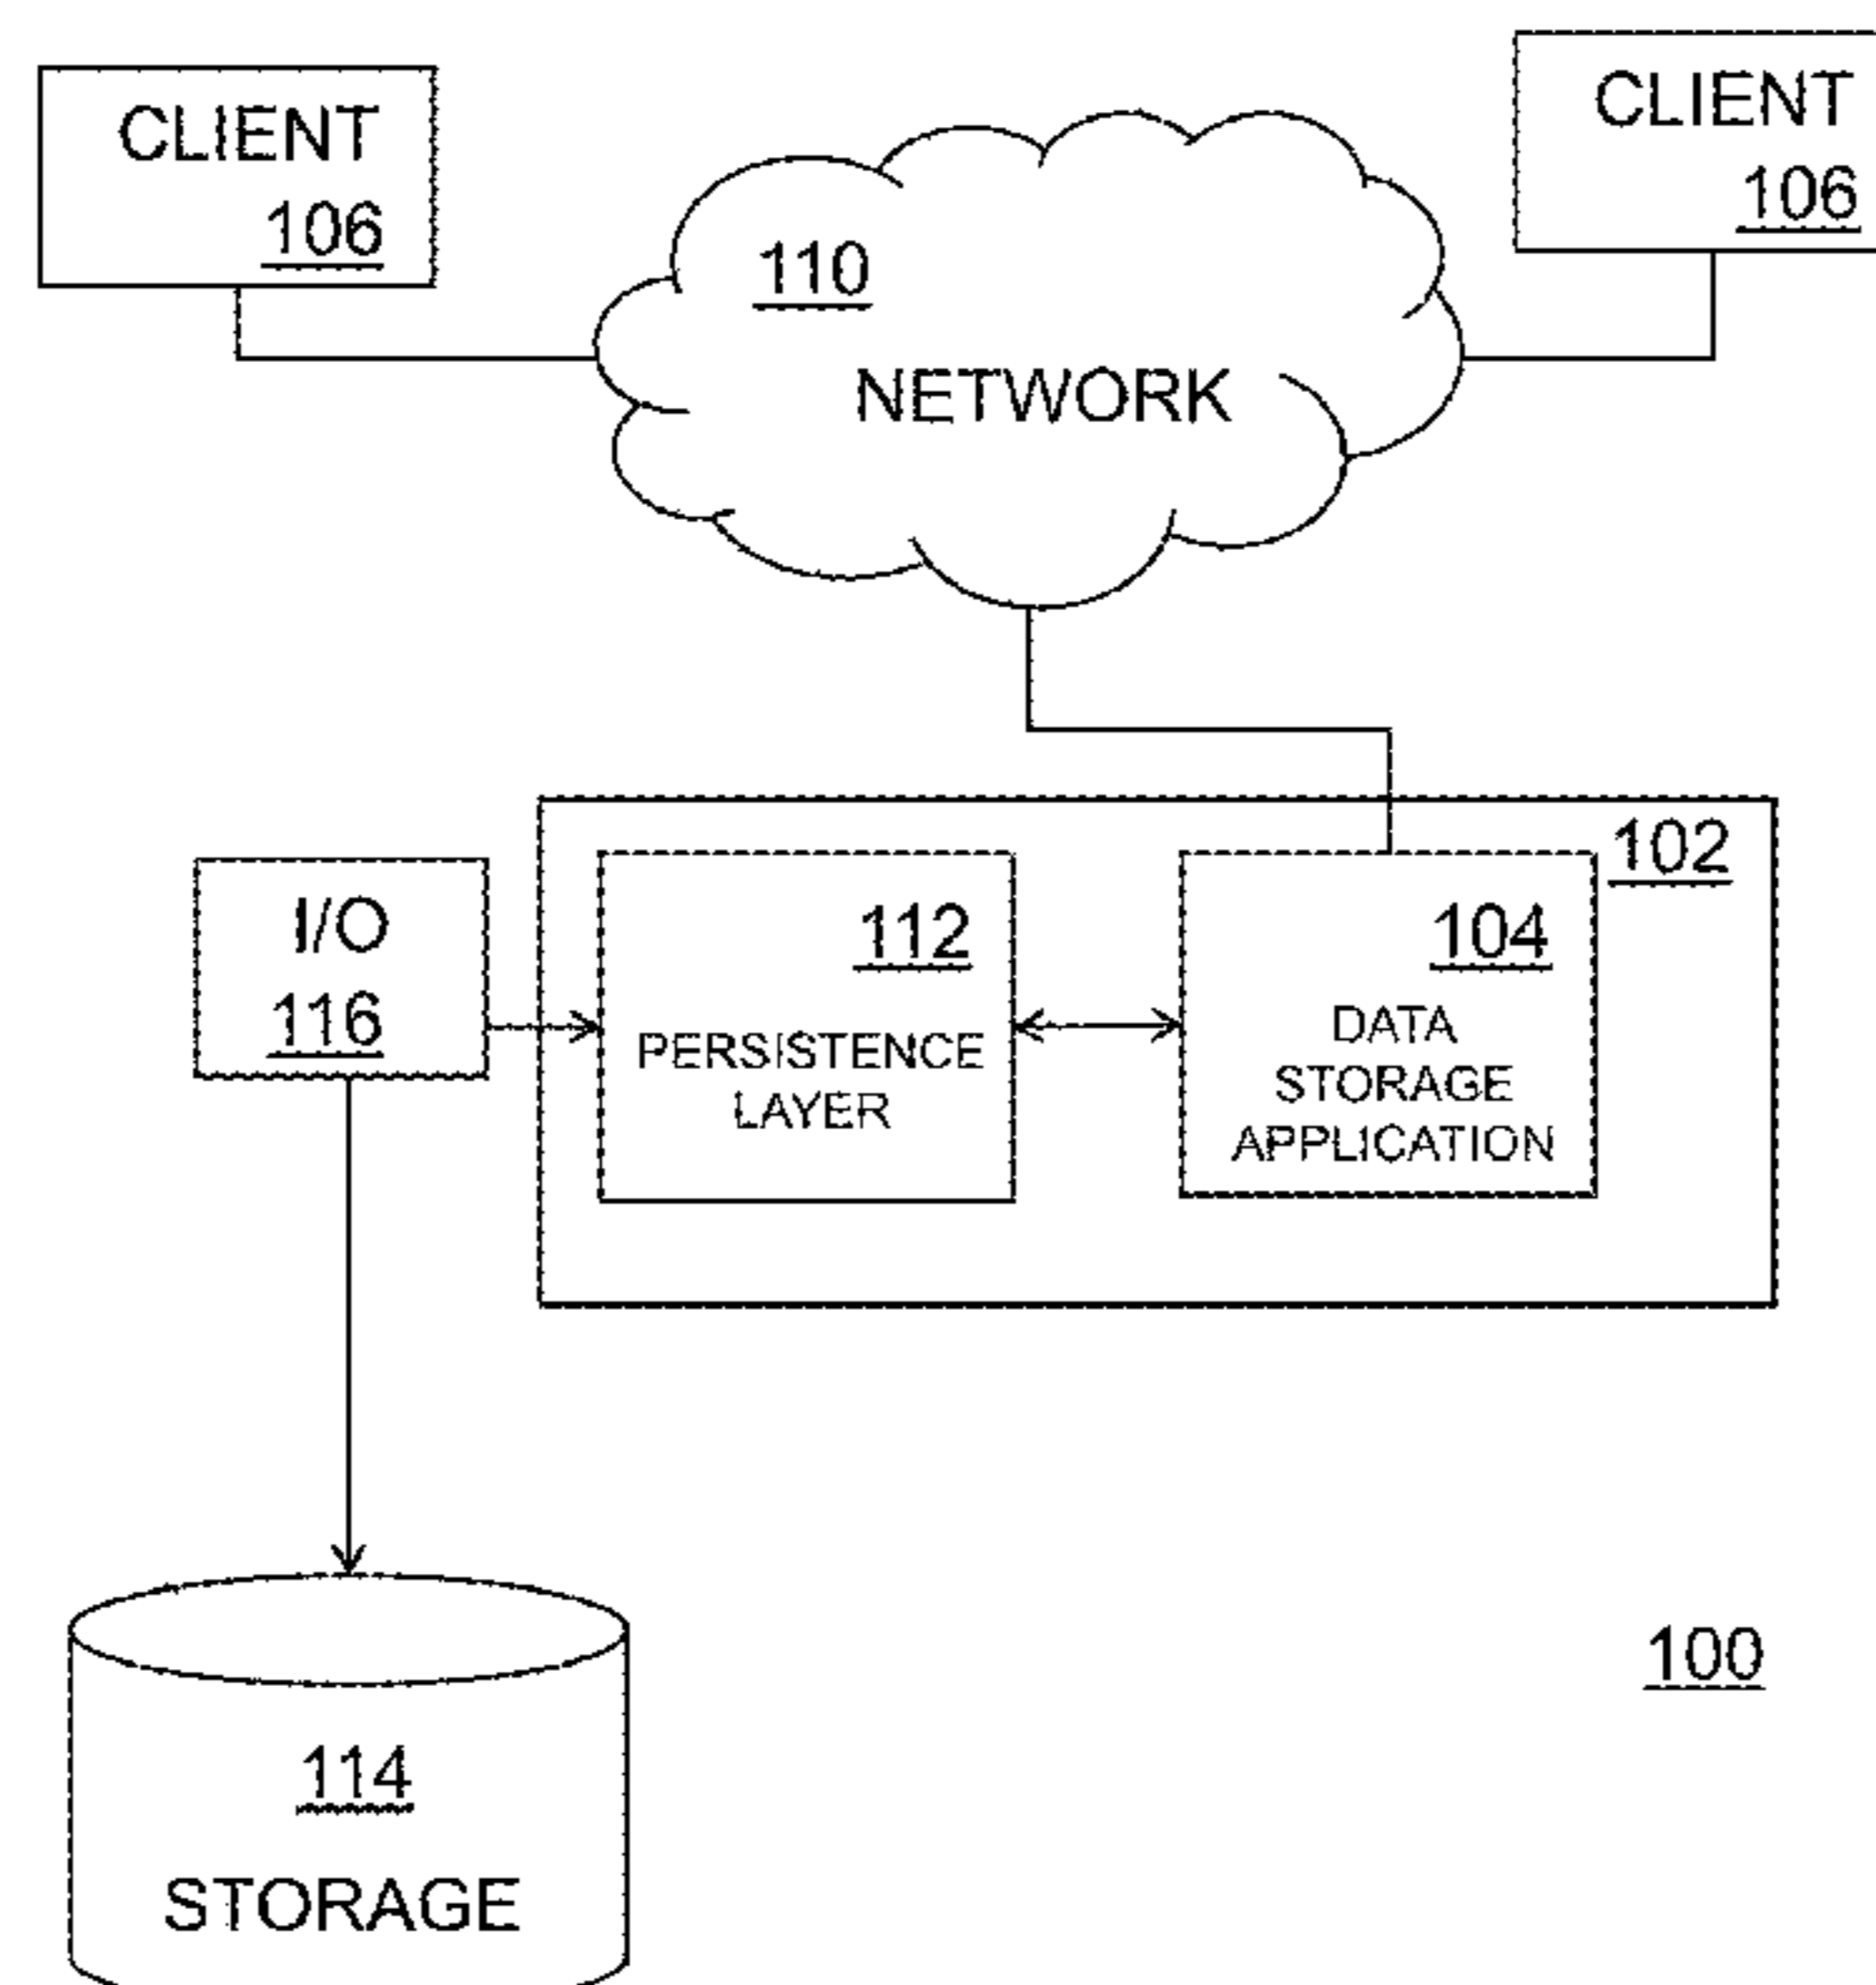 CLIENT
106
CLIENT
106
110
NETWORK
102
I/O
116
112
PERSISTENCE
LAYER
104
DATA
STORAGE
APPLICATION
100
114
STORAGE